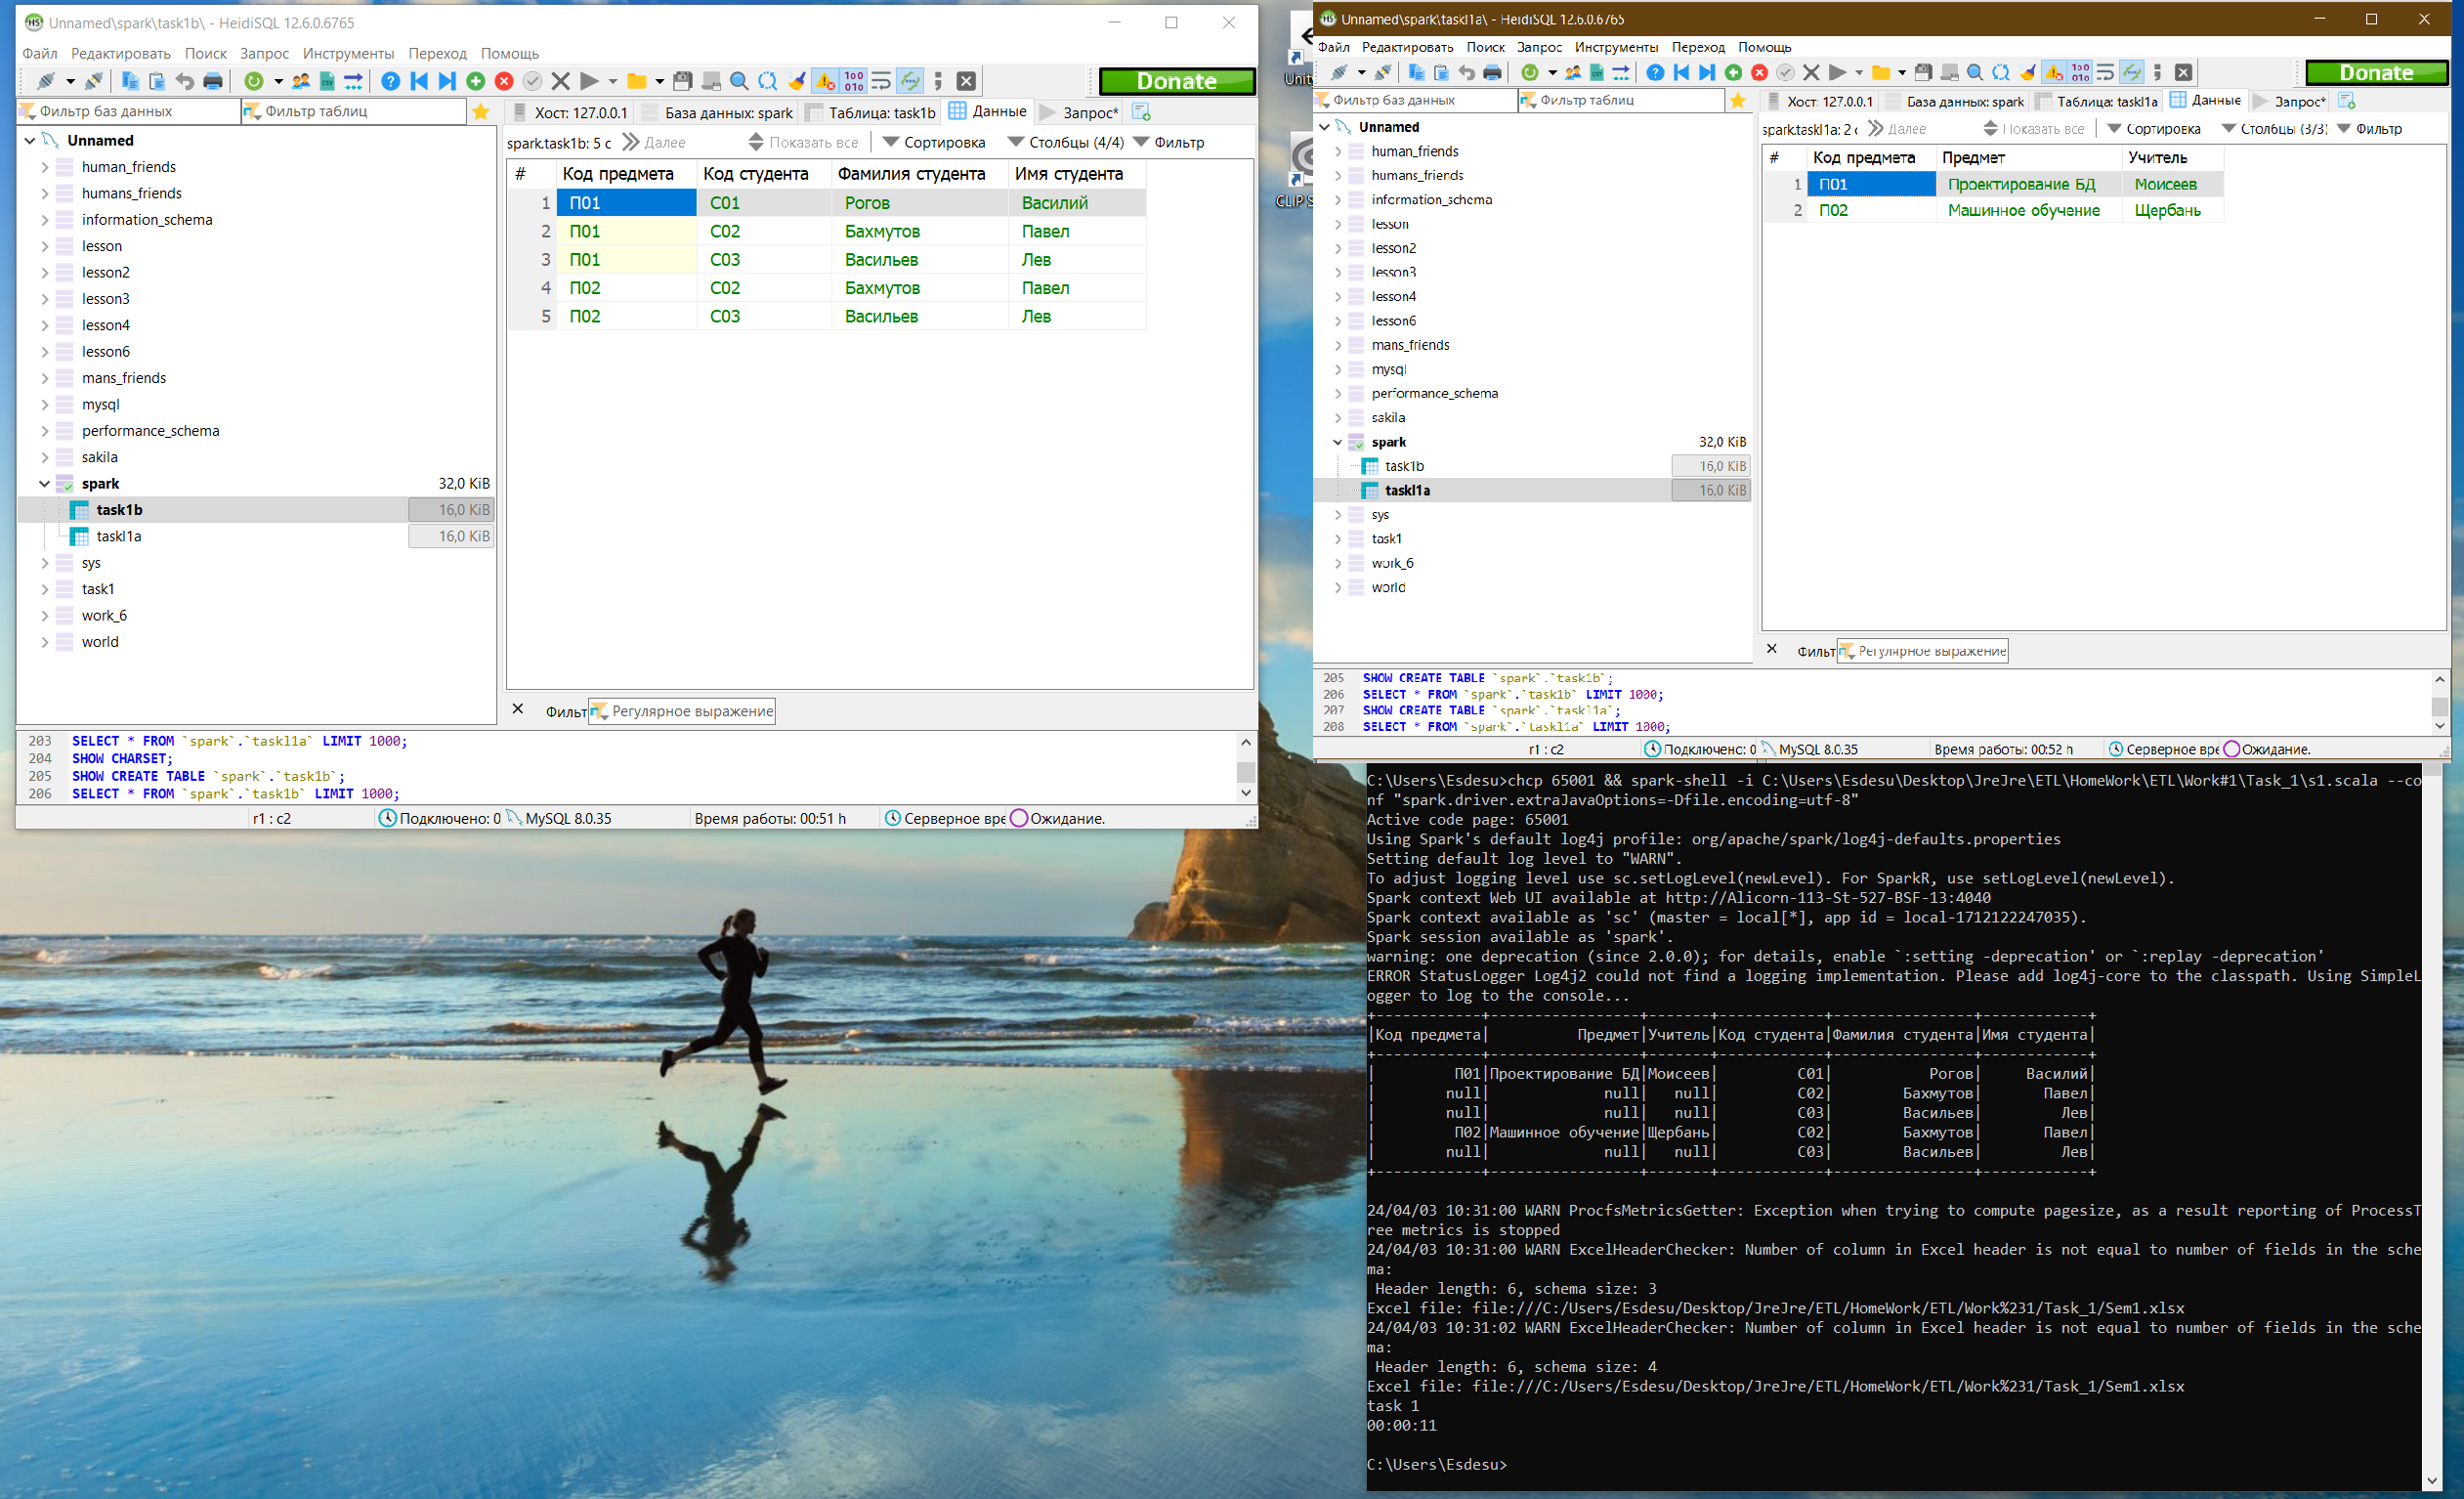 Unnamed\spark\task1b\ - HeidiSQL 12.6.0.6765
Файл Редактировать Поиск Запрос Инструменты Переход Помощь
Donate
Фильтр баз данных Фильтр таблиц
Хост: 127.0.0.1 База данных: spark Таблица: task1b Данные Запрос*
spark.task1b: 5 с Далее Показать все Сортировка Столбцы (4/4) Фильтр
Unnamed
human_friends
humans_friends
information_schema
lesson
lesson2
lesson3
lesson4
lesson6
mans_friends
mysql
performance_schema
sakila
spark 32,0 KiB
task1b 16,0 KiB
taskl1a 16,0 KiB
sys
task1
work_6
world
# Код предмета Код студента Фамилия студента Имя студента
1 П01 С01 Рогов Василий
2 П01 С02 Бахмутов Павел
3 П01 С03 Васильев Лев
4 П02 С02 Бахмутов Павел
5 П02 С03 Васильев Лев
Фильт Регулярное выражение
203 SELECT * FROM `spark`.`taskl1a` LIMIT 1000;
204 SHOW CHARSET;
205 SHOW CREATE TABLE `spark`.`task1b`;
206 SELECT * FROM `spark`.`task1b` LIMIT 1000;
r1 : c2 Подключено: 0 MySQL 8.0.35 Время работы: 00:51 h Серверное вре Ожидание.
Unit
CLIP S
Unnamed\spark\taskl1a\ - HeidiSQL 12.6.0.6765
Файл Редактировать Поиск Запрос Инструменты Переход Помощь
Donate
Фильтр баз данных Фильтр таблиц
Хост: 127.0.0.1 База данных: spark Таблица: taskl1a Данные Запрос*
spark.taskl1a: 2 с Далее Показать все Сортировка Столбцы (3/3) Фильтр
Unnamed
human_friends
humans_friends
information_schema
lesson
lesson2
lesson3
lesson4
lesson6
mans_friends
mysql
performance_schema
sakila
spark 32,0 KiB
task1b 16,0 KiB
taskl1a 16,0 KiB
sys
task1
work_6
world
# Код предмета Предмет Учитель
1 П01 Проектирование БД Моисеев
2 П02 Машинное обучение Щербань
Фильт Регулярное выражение
205 SHOW CREATE TABLE `spark`.`task1b`;
206 SELECT * FROM `spark`.`task1b` LIMIT 1000;
207 SHOW CREATE TABLE `spark`.`taskl1a`;
208 SELECT * FROM `spark`.`taskl1a` LIMIT 1000;
r1 : c2 Подключено: 0 MySQL 8.0.35 Время работы: 00:52 h Серверное вре Ожидание.
C:\Users\Esdesu>chcp 65001 && spark-shell -i C:\Users\Esdesu\Desktop\JreJre\ETL\HomeWork\ETL\Work#1\Task_1\s1.scala --co
nf "spark.driver.extraJavaOptions=-Dfile.encoding=utf-8"
Active code page: 65001
Using Spark's default log4j profile: org/apache/spark/log4j-defaults.properties
Setting default log level to "WARN".
To adjust logging level use sc.setLogLevel(newLevel). For SparkR, use setLogLevel(newLevel).
Spark context Web UI available at http://Alicorn-113-St-527-BSF-13:4040
Spark context available as 'sc' (master = local[*], app id = local-1712122247035).
Spark session available as 'spark'.
warning: one deprecation (since 2.0.0); for details, enable `:setting -deprecation' or `:replay -deprecation'
ERROR StatusLogger Log4j2 could not find a logging implementation. Please add log4j-core to the classpath. Using SimpleL
ogger to log to the console...
+------------+-----------------+-------+------------+----------------+------------+
|Код предмета|          Предмет|Учитель|Код студента|Фамилия студента|Имя студента|
+------------+-----------------+-------+------------+----------------+------------+
|         П01|Проектирование БД|Моисеев|         С01|           Рогов|     Василий|
|        null|             null|   null|         С02|        Бахмутов|       Павел|
|        null|             null|   null|         С03|        Васильев|         Лев|
|         П02|Машинное обучение|Щербань|         С02|        Бахмутов|       Павел|
|        null|             null|   null|         С03|        Васильев|         Лев|
+------------+-----------------+-------+------------+----------------+------------+
24/04/03 10:31:00 WARN ProcfsMetricsGetter: Exception when trying to compute pagesize, as a result reporting of ProcessT
ree metrics is stopped
24/04/03 10:31:00 WARN ExcelHeaderChecker: Number of column in Excel header is not equal to number of fields in the sche
ma:
 Header length: 6, schema size: 3
Excel file: file:///C:/Users/Esdesu/Desktop/JreJre/ETL/HomeWork/ETL/Work%231/Task_1/Sem1.xlsx
24/04/03 10:31:02 WARN ExcelHeaderChecker: Number of column in Excel header is not equal to number of fields in the sche
ma:
 Header length: 6, schema size: 4
Excel file: file:///C:/Users/Esdesu/Desktop/JreJre/ETL/HomeWork/ETL/Work%231/Task_1/Sem1.xlsx
task 1
00:00:11
C:\Users\Esdesu>